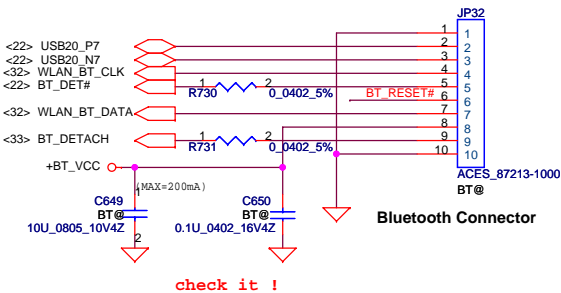 JP32
<22> USB20_P7
<22> USB20_N7
<32> WLAN_BT_CLK
<22> BT_DET#
<32> WLAN_BT_DATA
<33> BT_DETACH
1 1
2 2
3 3
4 4
5 5
6 6
7 7
8 8
9 9
10 10
1 2
R730 0_0402_5%
BT_RESET#
1 2
R731 0_0402_5%
+BT_VCC
(MAX=200mA)
ACES_87213-1000
BT@
Bluetooth Connector
1
C649
BT@
10U_0805_10V4Z
2
C650
BT@
0.1U_0402_16V4Z
check it !